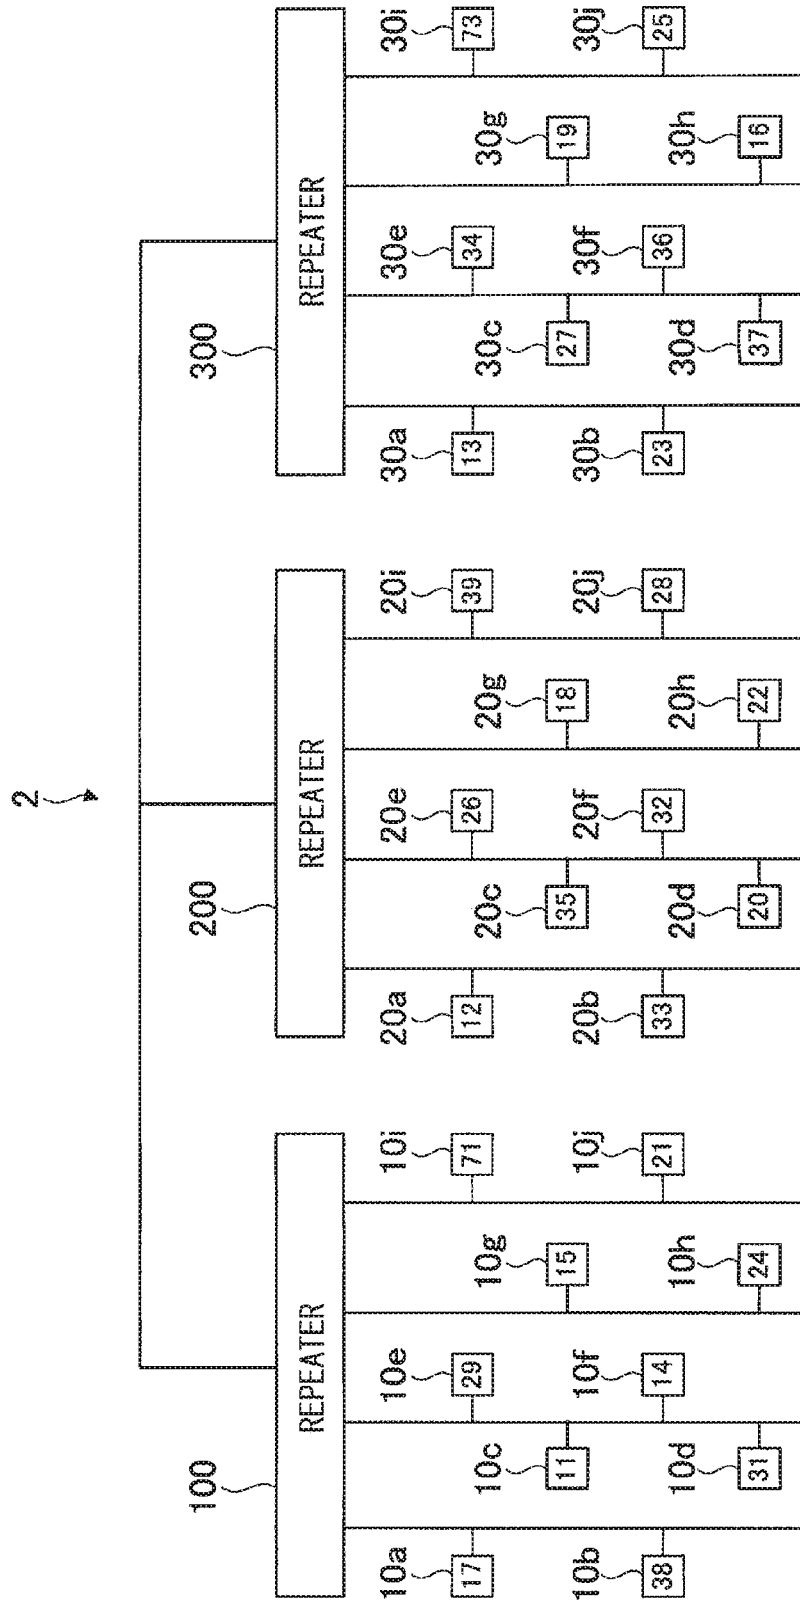 2
100 200 300
REPEATER REPEATER REPEATER
10a 10e 10i 20a 20e 20i 30a 30e 30i
17 29 71 12 26 39 13 34 73
10c 10g 20c 20g 30c 30g
11 15 35 18 27 19
10b 10f 10j 20b 20f 20j 30b 30f 30j
38 14 21 33 32 28 23 36 25
10d 10h 20d 20h 30d 30h
31 24 20 22 37 16